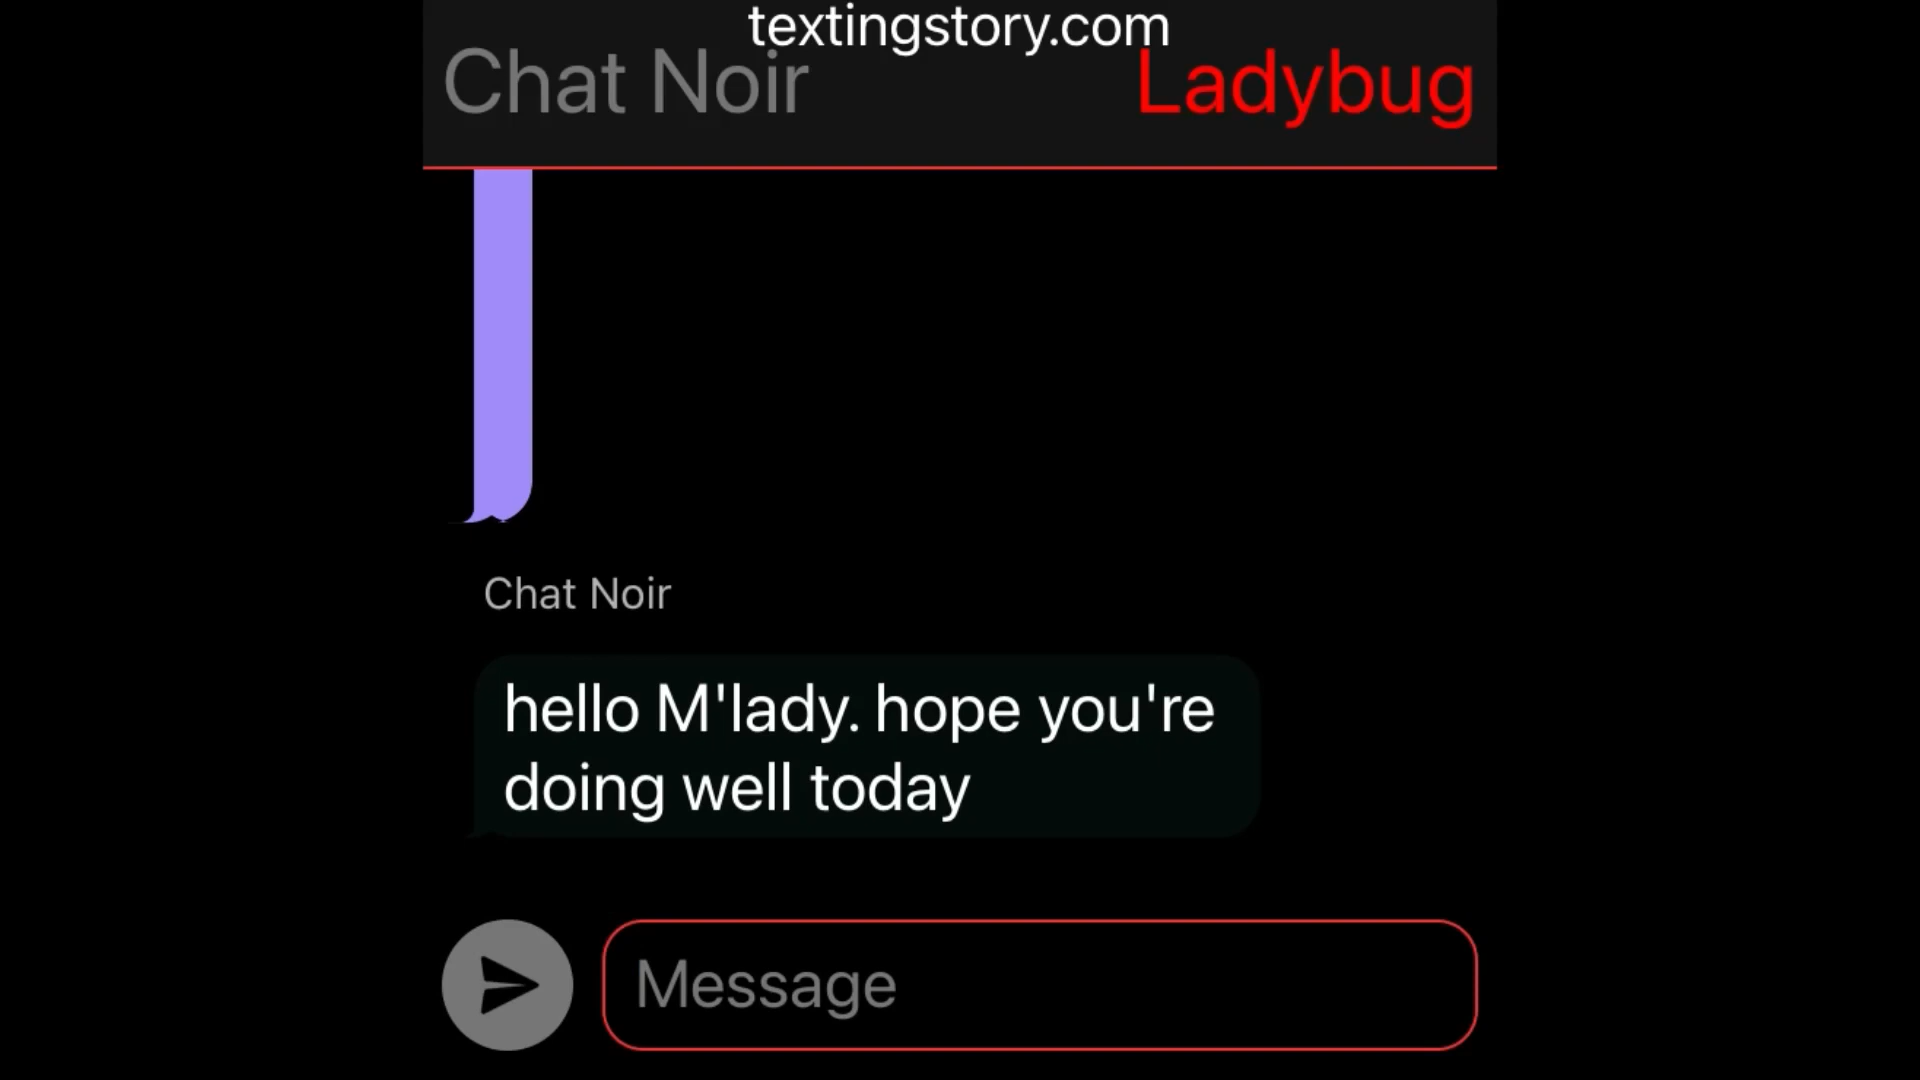 textingstory.com
Chat Noir
Ladybug
Chat Noir
hello M'lady. hope you're
doing well today
Message